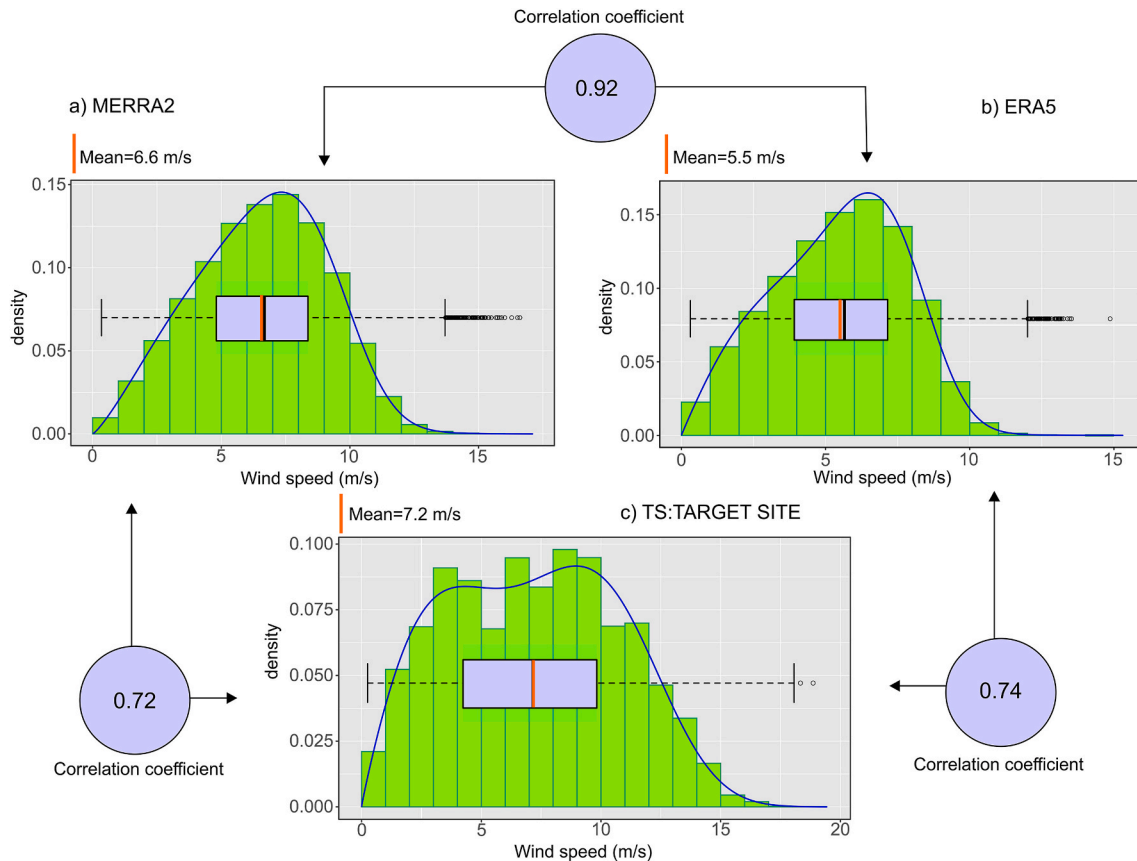 Correlation coefficient
0.92
a) MERRA2
b) ERA5
Mean=6.6 m/s
Mean=5.5 m/s
0.15
0.10
0.05
0.00
density
0
5
10
15
Wind speed (m/s)
0.15
0.10
0.05
0.00
density
0
5
10
15
Wind speed (m/s)
Mean=7.2 m/s
c) TS:TARGET SITE
0.100
0.075
0.050
0.025
0.000
density
0
5
10
15
20
Wind speed (m/s)
0.72
Correlation coefficient
0.74
Correlation coefficient